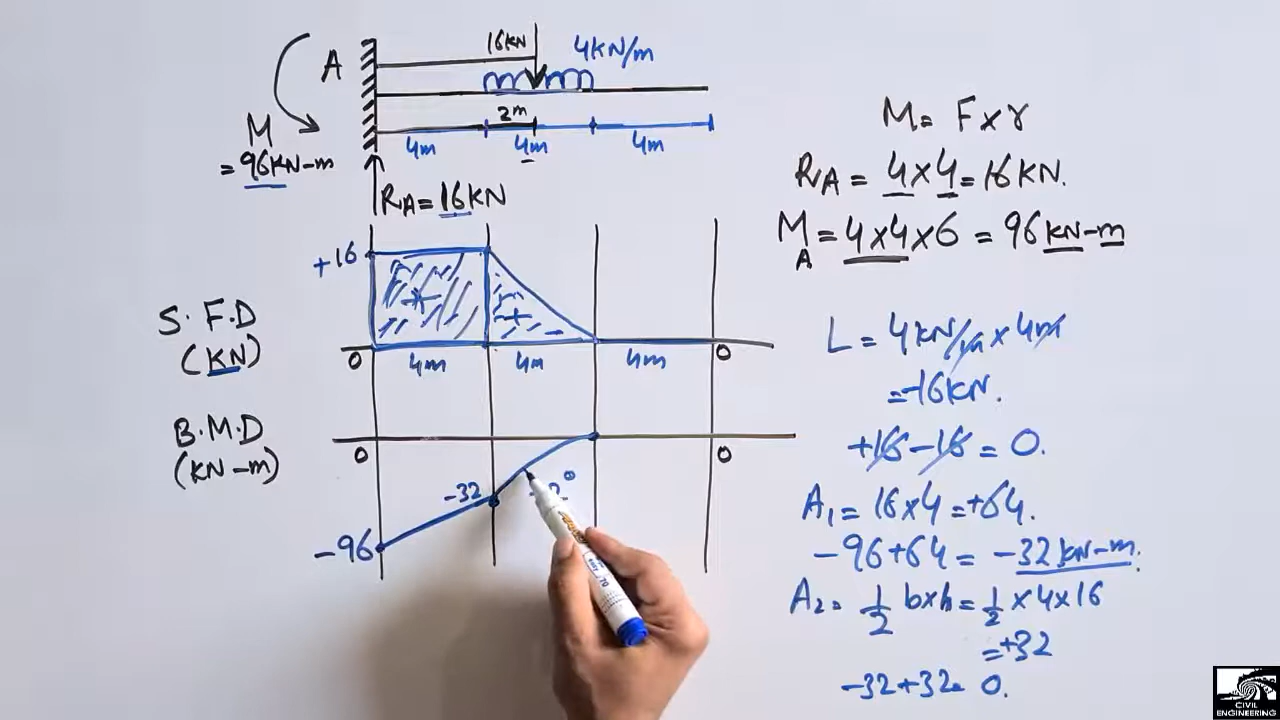 16KN
4KN/m
A
2m
4m
4m
4m
M
= 96KN-m
RA = 16KN
+16
S.F.D
(KN)
0
4m
4m
4m
0
B.M.D
(KN-m)
0
0
-32
-96
M = F x r
RA = 4x4 = 16KN.
MA = 4x4x6 = 96 KN-m
L = 4KN/m x 4m
= -16KN.
+16-16 = 0.
A1 = 16x4 = +64.
-96+64 = -32 KN-m.
A2 = 1/2 bxh = 1/2 x 4x16
= +32
-32+32 = 0.
CIVIL
ENGINEERING